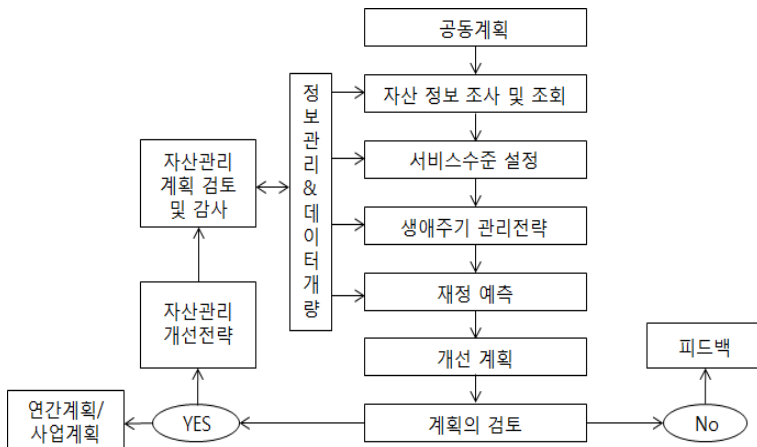 공동계획
자산 정보 조사 및 조회
서비스수준 설정
생애주기 관리전략
재정 예측
개선 계획
계획의 검토
정
보
관
리
&
데
이
터
개
량
자산관리
계획 검토
및 감사
자산관리
개선전략
연간계획/
사업계획
YES
피드백
No